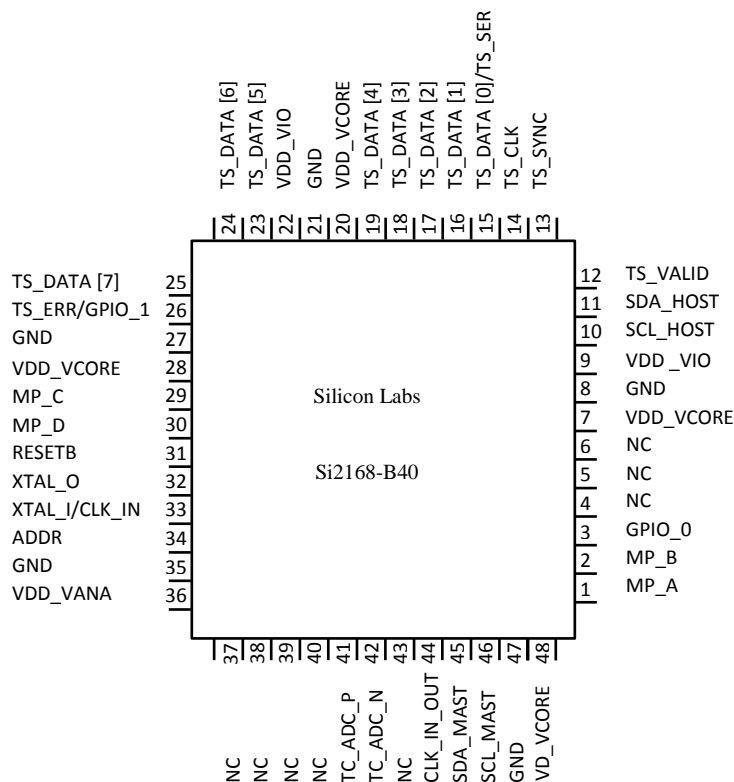 TS_DATA [6]
TS_DATA [5]
VDD_VIO
GND
VDD_VCORE
TS_DATA [4]
TS_DATA [3]
TS_DATA [2]
TS_DATA [1]
TS_DATA [0]/TS_SER
TS_CLK
TS_SYNC
24
23
22
21
20
19
18
17
16
15
14
13
TS_DATA [7] 25
TS_ERR/GPIO_1 26
GND 27
VDD_VCORE 28
MP_C 29
MP_D 30
RESETB 31
XTAL_O 32
XTAL_I/CLK_IN 33
ADDR 34
GND 35
VDD_VANA 36
Silicon Labs
Si2168-B40
12 TS_VALID
11 SDA_HOST
10 SCL_HOST
9 VDD _VIO
8 GND
7 VDD_VCORE
6 NC
5 NC
4 NC
3 GPIO_0
2 MP_B
1 MP_A
37
38
39
40
41
42
43
44
45
46
47
48
NC
NC
NC
NC
TC_ADC_P
TC_ADC_N
NC
CLK_IN_OUT
SDA_MAST
SCL_MAST
GND
VD_VCORE